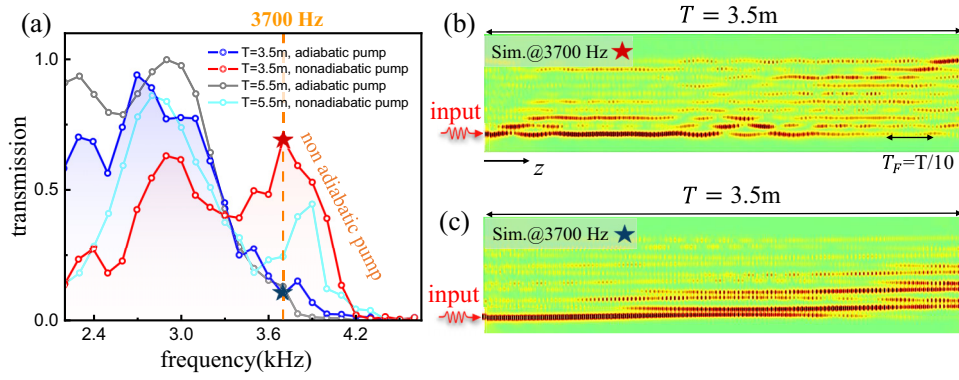 (a)
3700 Hz
T=3.5m, adiabatic pump
T=3.5m, nonadiabatic pump
T=5.5m, adiabatic pump
T=5.5m, nonadiabatic pump
non adiabatic pump
transmission
1.0
0.5
0.0
2.4 3.0 3.6 4.2
frequency(kHz)
(b)
T = 3.5m
Sim.@3700 Hz
input
z
T_F=T/10
(c)
T = 3.5m
Sim.@3700 Hz
input